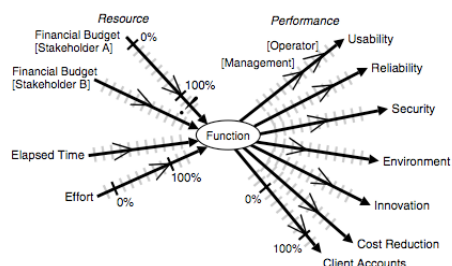 Resource
Performance
Financial Budget
[Stakeholder A]
0%
[Operator]
Usability
[Management]
Reliability
Financial Budget
[Stakeholder B]
100%
Security
Function
Elapsed Time
Environment
Effort
0%
100%
0%
Innovation
100%
Cost Reduction
Client Accounts